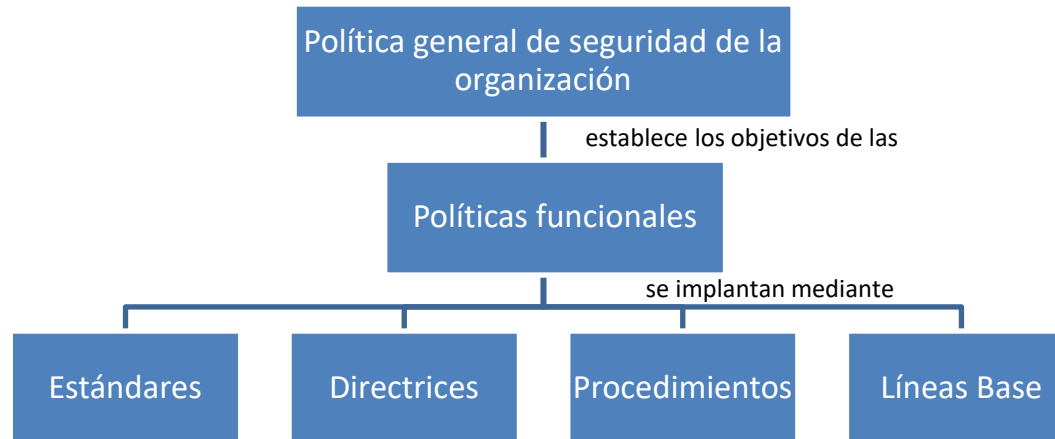 Política general de seguridad de la
organización
establece los objetivos de las
Políticas funcionales
se implantan mediante
Estándares
Directrices
Procedimientos
Líneas Base